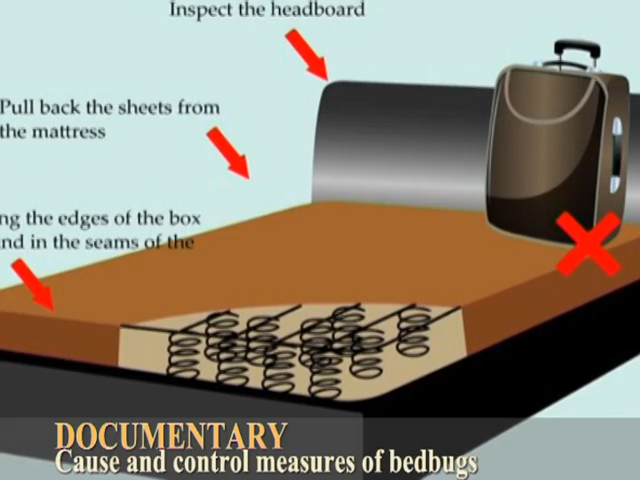 Inspect the headboard
Pull back the sheets from
the mattress
ng the edges of the box
nd in the seams of the
DOCUMENTARY
Cause and control measures of bedbugs